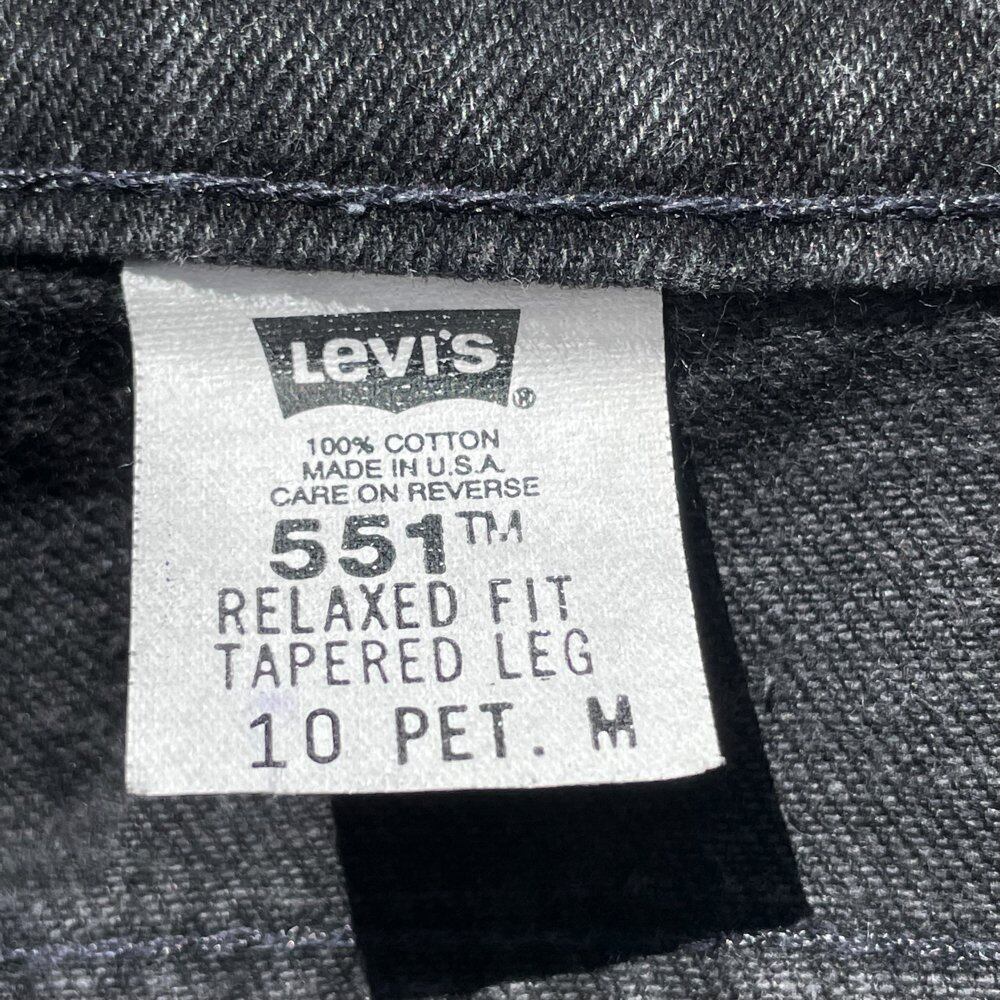 Levi's ®
100% COTTON
MADE IN U.S.A.
CARE ON REVERSE
551™
RELAXED FIT
TAPERED LEG
10 PET. M